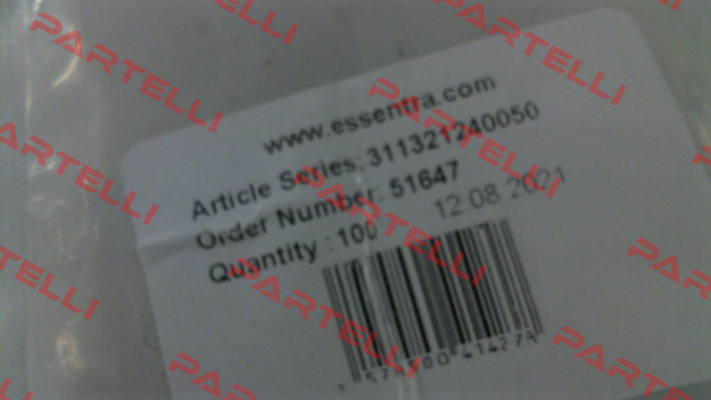 www.essentra.com
Article Series: 311321240050
Order Number: 51647
12.08.2021
Quantity : 100
PARTELLI
PARTELLI
PARTELLI
PARTELLI
PARTELLI
PARTELLI
PARTELLI